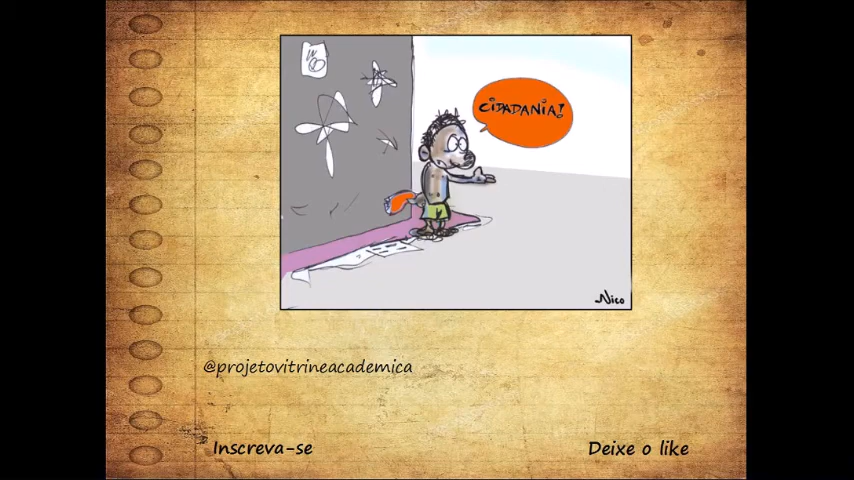 CIDADANIA!
Nico
@projetovitrineacademica
Inscreva-se
Deixe o like